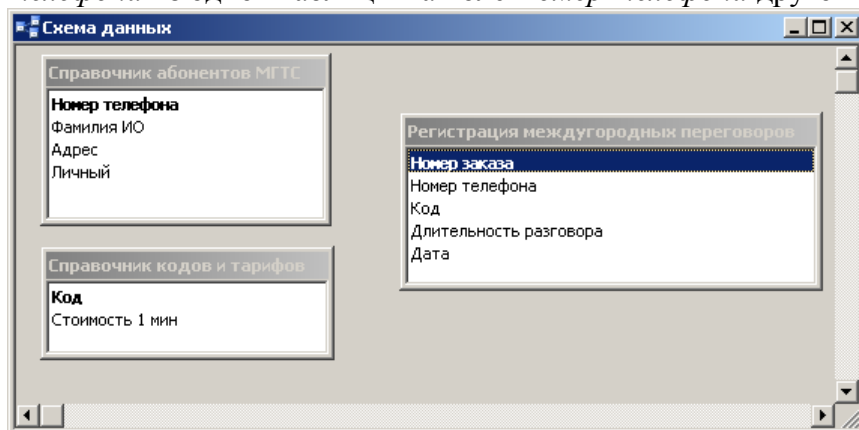 Схема данных
Справочник абонентов МГТС
Номер телефона
Фамилия ИО
Адрес
Личный
Регистрация междугородных переговоров
Номер заказа
Номер телефона
Код
Длительность разговора
Дата
Справочник кодов и тарифов
Код
Стоимость 1 мин